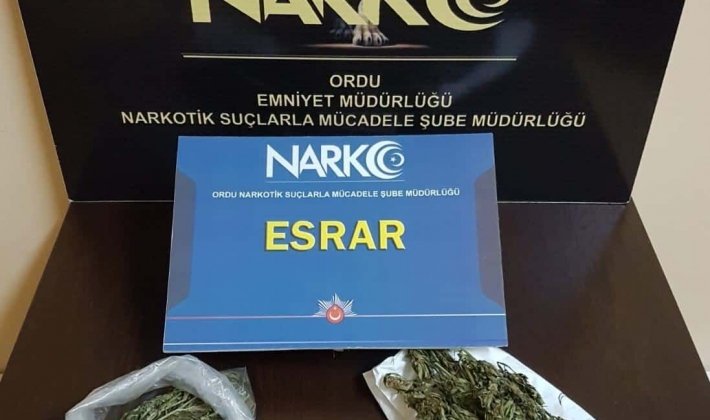 NARKO
ORDU
EMNİYET MÜDÜRLÜĞÜ
NARKOTİK SUÇLARLA MÜCADELE ŞUBE MÜDÜRLÜĞÜ
NARKO
ORDU NARKOTİK SUÇLARLA MÜCADELE ŞUBE MÜDÜRLÜĞÜ
ESRAR